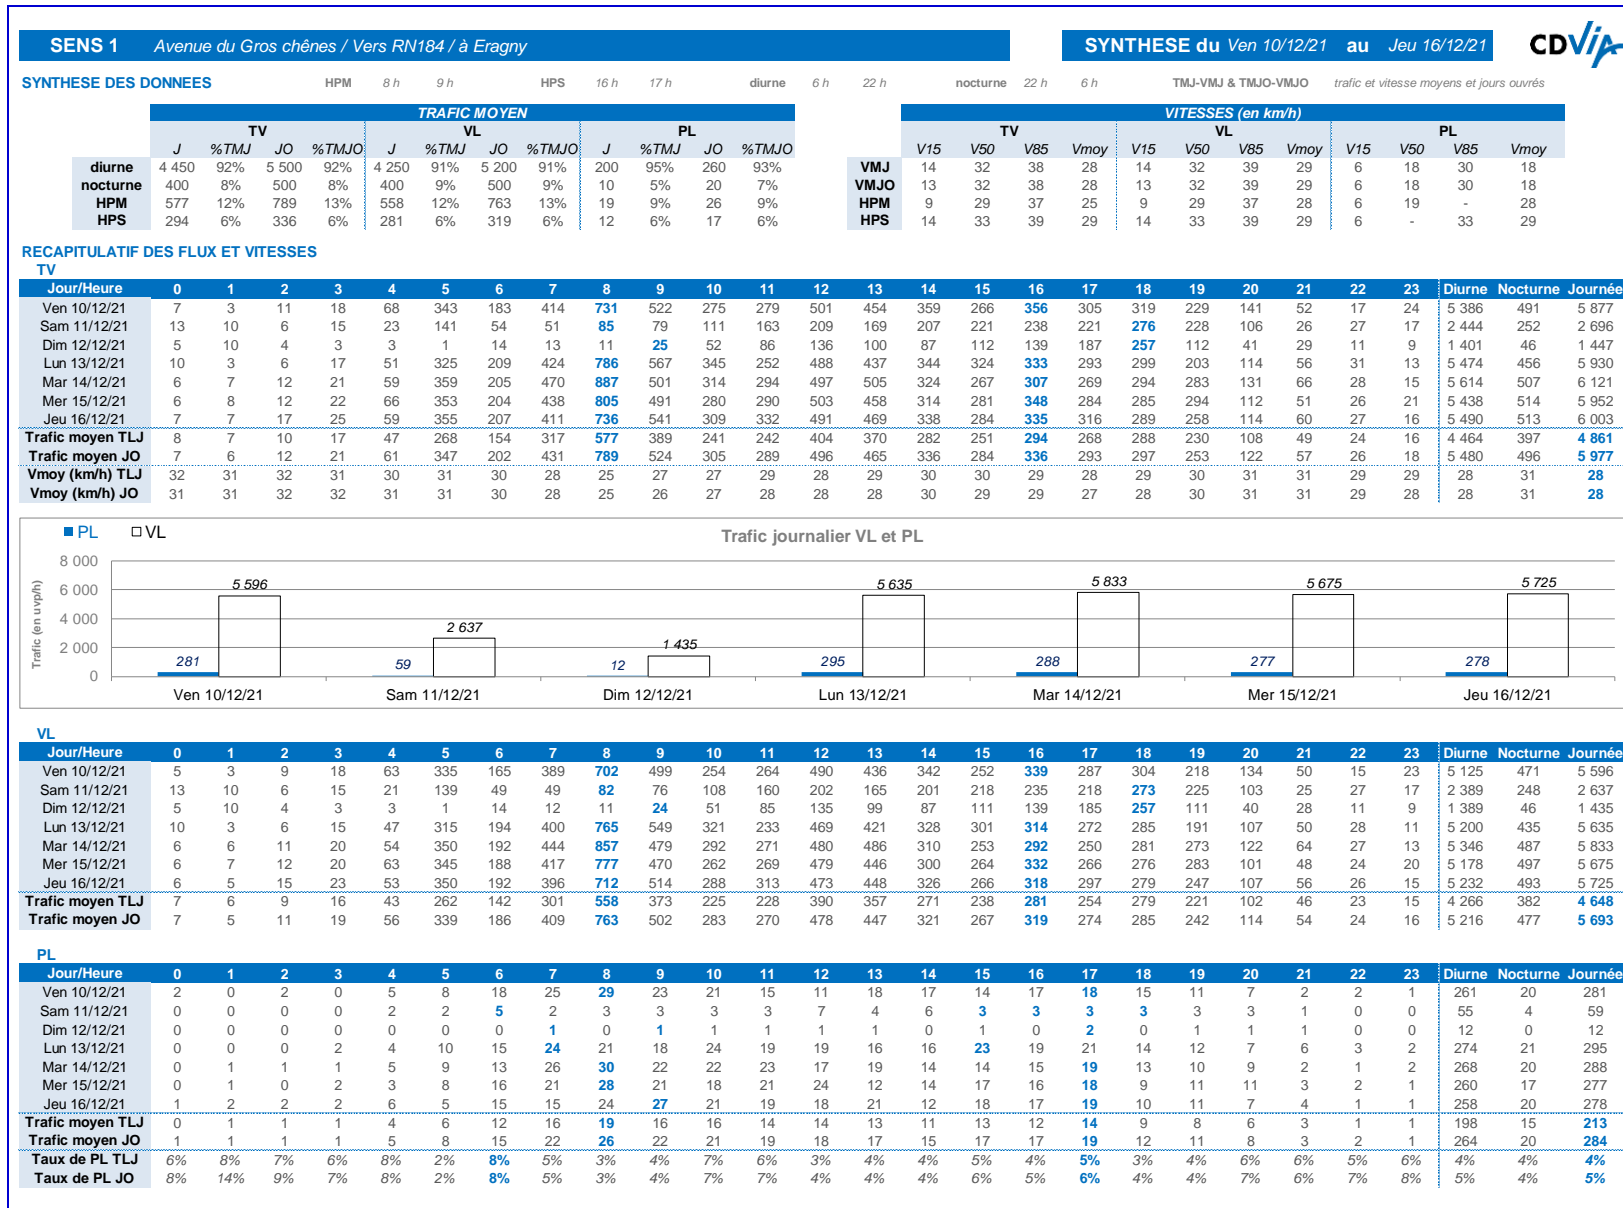 SENS 1 Avenue du Gros chênes / Vers RN184 / à Eragny SYNTHESE du Ven 10/12/21 au Jeu 16/12/21 CDVIA
SYNTHESE DES DONNEES HPM 8 h 9 h HPS 16 h 17 h diurne 6 h 22 h nocturne 22 h 6 h TMJ-VMJ & TMJO-VMJO trafic et vitesse moyens et jours ouvrés
TRAFIC MOYEN VITESSES (en km/h)
TV VL PL TV VL PL
J %TMJ JO %TMJO J %TMJ JO %TMJO J %TMJ JO %TMJO V15 V50 V85 Vmoy V15 V50 V85 Vmoy V15 V50 V85 Vmoy
diurne 4 450 92% 5 500 92% 4 250 91% 5 200 91% 200 95% 260 93% VMJ 14 32 38 28 14 32 39 29 6 18 30 18
nocturne 400 8% 500 8% 400 9% 500 9% 10 5% 20 7% VMJO 13 32 38 28 13 32 39 29 6 18 30 18
HPM 577 12% 789 13% 558 12% 763 13% 19 9% 26 9% HPM 9 29 37 25 9 29 37 28 6 19 - 28
HPS 294 6% 336 6% 281 6% 319 6% 12 6% 17 6% HPS 14 33 39 29 14 33 39 29 6 - 33 29
RECAPITULATIF DES FLUX ET VITESSES
TV
Jour/Heure 0 1 2 3 4 5 6 7 8 9 10 11 12 13 14 15 16 17 18 19 20 21 22 23 Diurne Nocturne Journée
Ven 10/12/21 7 3 11 18 68 343 183 414 731 522 275 279 501 454 359 266 356 305 319 229 141 52 17 24 5 386 491 5 877
Sam 11/12/21 13 10 6 15 23 141 54 51 85 79 111 163 209 169 207 221 238 221 276 228 106 26 27 17 2 444 252 2 696
Dim 12/12/21 5 10 4 3 3 1 14 13 11 25 52 86 136 100 87 112 139 187 257 112 41 29 11 9 1 401 46 1 447
Lun 13/12/21 10 3 6 17 51 325 209 424 786 567 345 252 488 437 344 324 333 293 299 203 114 56 31 13 5 474 456 5 930
Mar 14/12/21 6 7 12 21 59 359 205 470 887 501 314 294 497 505 324 267 307 269 294 283 131 66 28 15 5 614 507 6 121
Mer 15/12/21 6 8 12 22 66 353 204 438 805 491 280 290 503 458 314 281 348 284 285 294 112 51 26 21 5 438 514 5 952
Jeu 16/12/21 7 7 17 25 59 355 207 411 736 541 309 332 491 469 338 284 335 316 289 258 114 60 27 16 5 490 513 6 003
Trafic moyen TLJ 8 7 10 17 47 268 154 317 577 389 241 242 404 370 282 251 294 268 288 230 108 49 24 16 4 464 397 4 861
Trafic moyen JO 7 6 12 21 61 347 202 431 789 524 305 289 496 465 336 284 336 293 297 253 122 57 26 18 5 480 496 5 977
Vmoy (km/h) TLJ 32 31 32 31 30 31 30 28 25 27 27 29 28 29 30 30 29 28 29 30 31 31 29 29 28 31 28
Vmoy (km/h) JO 31 31 32 32 31 31 30 28 25 26 27 28 28 28 30 29 29 27 28 30 31 31 29 28 28 31 28
PL VL Trafic journalier VL et PL
Trafic (en uvp/h)
8 000
6 000
4 000
2 000
0
281 5 596 59 2 637 12 1 435 295 5 635 288 5 833 277 5 675 278 5 725
Ven 10/12/21 Sam 11/12/21 Dim 12/12/21 Lun 13/12/21 Mar 14/12/21 Mer 15/12/21 Jeu 16/12/21
VL
Jour/Heure 0 1 2 3 4 5 6 7 8 9 10 11 12 13 14 15 16 17 18 19 20 21 22 23 Diurne Nocturne Journée
Ven 10/12/21 5 3 9 18 63 335 165 389 702 499 254 264 490 436 342 252 339 287 304 218 134 50 15 23 5 125 471 5 596
Sam 11/12/21 13 10 6 15 21 139 49 49 82 76 108 160 202 165 201 218 235 218 273 225 103 25 27 17 2 389 248 2 637
Dim 12/12/21 5 10 4 3 3 1 14 12 11 24 51 85 135 99 87 111 139 185 257 111 40 28 11 9 1 389 46 1 435
Lun 13/12/21 10 3 6 15 47 315 194 400 765 549 321 233 469 421 328 301 314 272 285 191 107 50 28 11 5 200 435 5 635
Mar 14/12/21 6 6 11 20 54 350 192 444 857 479 292 271 480 486 310 253 292 250 281 273 122 64 27 13 5 346 487 5 833
Mer 15/12/21 6 7 12 20 63 345 188 417 777 470 262 269 479 446 300 264 332 266 276 283 101 48 24 20 5 178 497 5 675
Jeu 16/12/21 6 5 15 23 53 350 192 396 712 514 288 313 473 448 326 266 318 297 279 247 107 56 26 15 5 232 493 5 725
Trafic moyen TLJ 7 6 9 16 43 262 142 301 558 373 225 228 390 357 271 238 281 254 279 221 102 46 23 15 4 266 382 4 648
Trafic moyen JO 7 5 11 19 56 339 186 409 763 502 283 270 478 447 321 267 319 274 285 242 114 54 24 16 5 216 477 5 693
PL
Jour/Heure 0 1 2 3 4 5 6 7 8 9 10 11 12 13 14 15 16 17 18 19 20 21 22 23 Diurne Nocturne Journée
Ven 10/12/21 2 0 2 0 5 8 18 25 29 23 21 15 11 18 17 14 17 18 15 11 7 2 2 1 261 20 281
Sam 11/12/21 0 0 0 0 2 2 5 2 3 3 3 3 7 4 6 3 3 3 3 3 3 1 0 0 55 4 59
Dim 12/12/21 0 0 0 0 0 0 0 1 0 1 1 1 1 1 0 1 0 2 0 1 1 1 0 0 12 0 12
Lun 13/12/21 0 0 0 2 4 10 15 24 21 18 24 19 19 16 16 23 19 21 14 12 7 6 3 2 274 21 295
Mar 14/12/21 0 1 1 1 5 9 13 26 30 22 22 23 17 19 14 14 15 19 13 10 9 2 1 2 268 20 288
Mer 15/12/21 0 1 0 2 3 8 16 21 28 21 18 21 24 12 14 17 16 18 9 11 11 3 2 1 260 17 277
Jeu 16/12/21 1 2 2 2 6 5 15 15 24 27 21 19 18 21 12 18 17 19 10 11 7 4 1 1 258 20 278
Trafic moyen TLJ 0 1 1 1 4 6 12 16 19 16 16 14 14 13 11 13 12 14 9 8 6 3 1 1 198 15 213
Trafic moyen JO 1 1 1 1 5 8 15 22 26 22 21 19 18 17 15 17 17 19 12 11 8 3 2 1 264 20 284
Taux de PL TLJ 6% 8% 7% 6% 8% 2% 8% 5% 3% 4% 7% 6% 3% 4% 4% 5% 4% 5% 3% 4% 6% 6% 5% 6% 4% 4% 4%
Taux de PL JO 8% 14% 9% 7% 8% 2% 8% 5% 3% 4% 7% 7% 4% 4% 4% 6% 5% 6% 4% 4% 7% 6% 7% 8% 5% 4% 5%